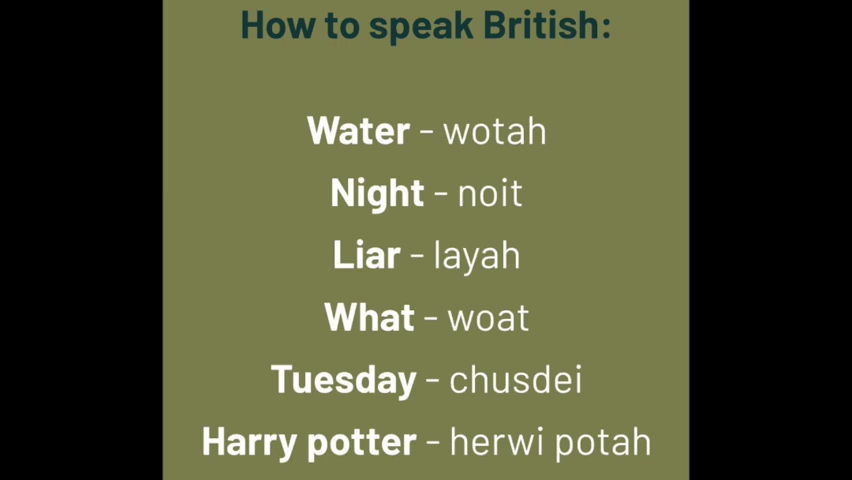 How to speak British:
Water - wotah
Night - noit
Liar - layah
What - woat
Tuesday - chusdei
Harry potter - herwi potah